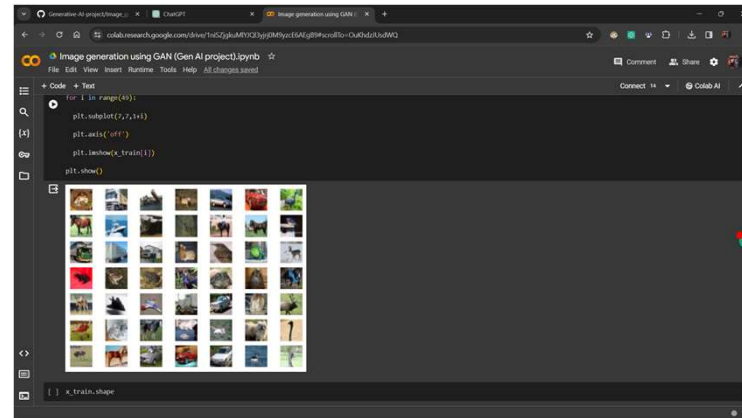 Generative-AI-project/Image_g
ChatGPT
Image generation using GAN (G
colab.research.google.com/drive/
Image generation using GAN (Gen AI project).ipynb
Comment
Share
File Edit View Insert Runtime Tools Help All changes saved
+ Code + Text
Connect T4
Colab AI
for i in range(49):
plt.subplot(7,7,1+i)
plt.axis('off')
plt.imshow(x_train[i])
plt.show()
[ ] x_train.shape